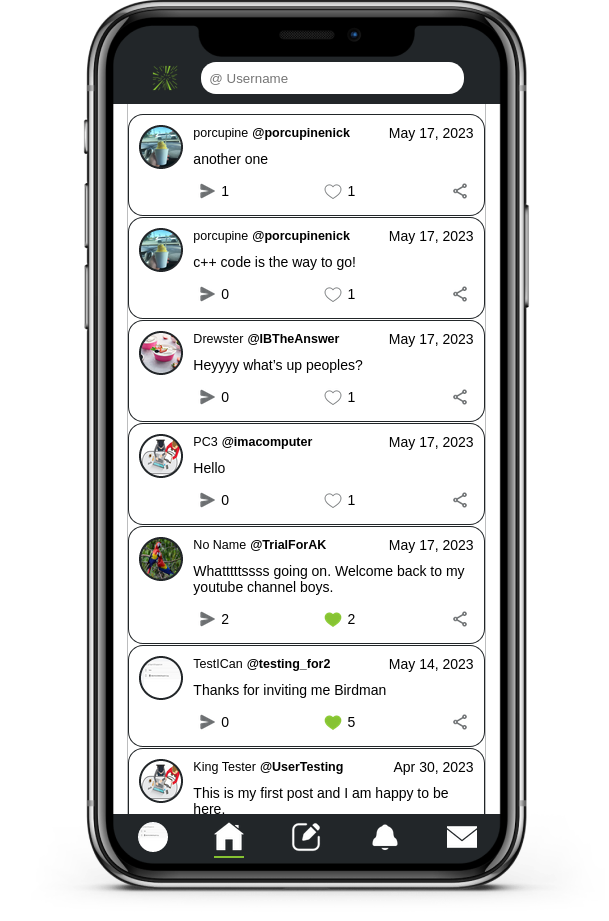 @ Username
porcupine @porcupinenick May 17, 2023
another one
1 1
porcupine @porcupinenick May 17, 2023
c++ code is the way to go!
0 1
Drewster @IBTheAnswer May 17, 2023
Heyyyy what’s up peoples?
0 1
PC3 @imacomputer May 17, 2023
Hello
0 1
No Name @TrialForAK May 17, 2023
Whatttttssss going on. Welcome back to my
youtube channel boys.
2 2
TestICan @testing_for2 May 14, 2023
Thanks for inviting me Birdman
0 5
King Tester @UserTesting Apr 30, 2023
This is my first post and I am happy to be
here.